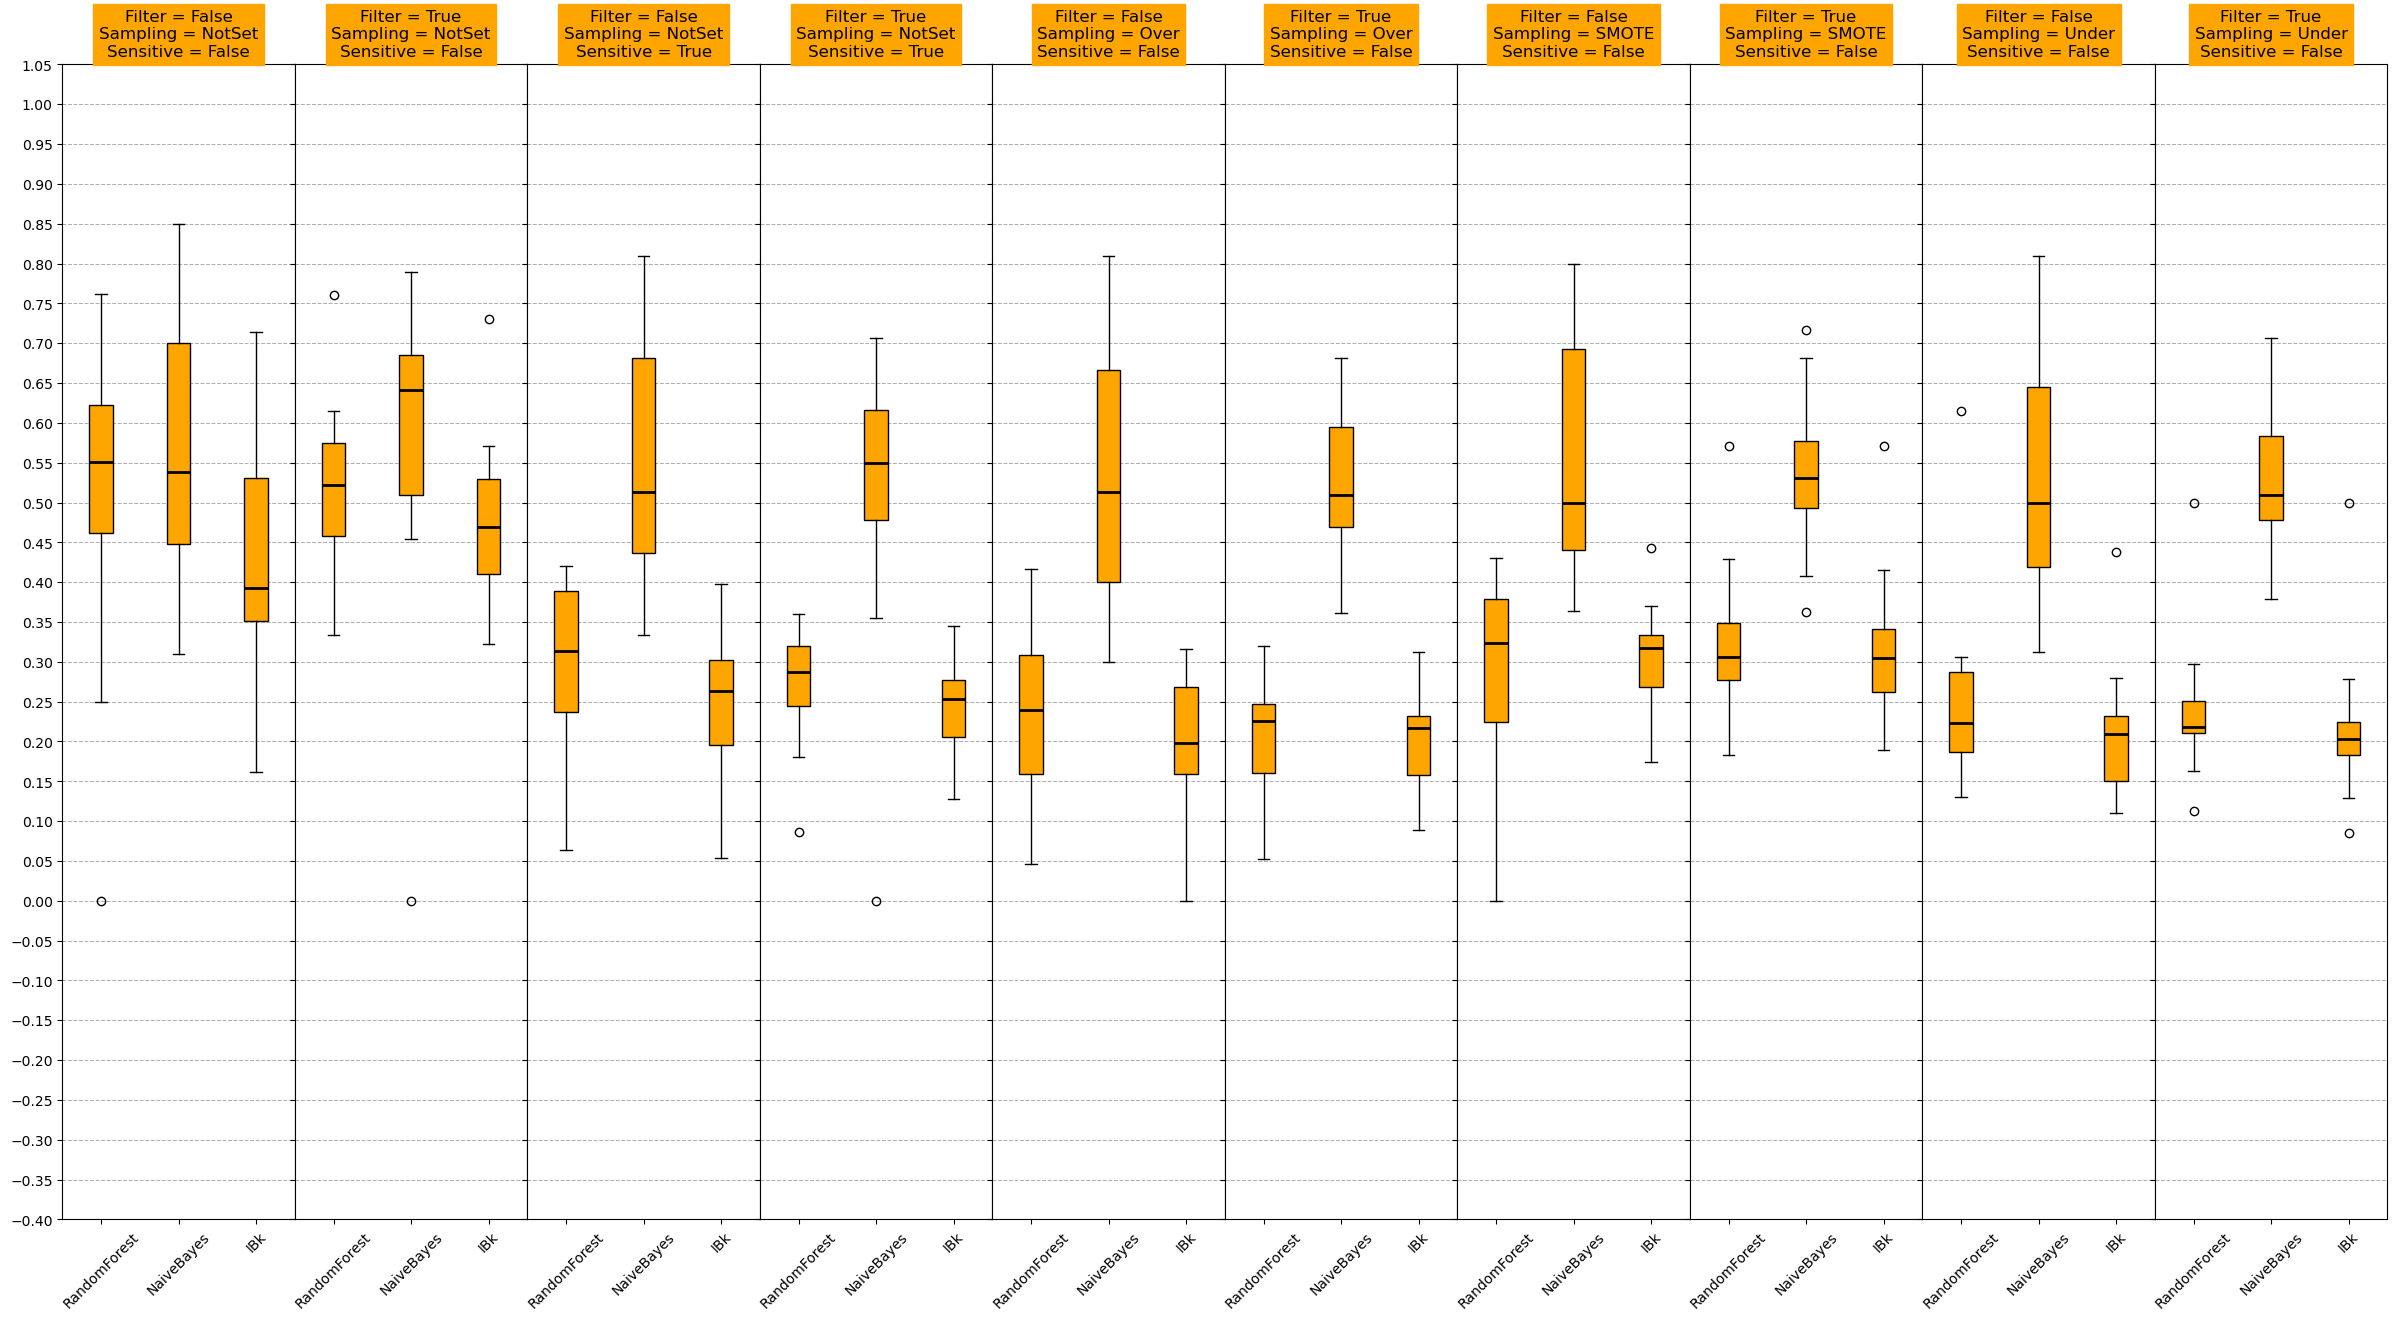 Filter = False
Sampling = NotSet
Sensitive = False
Filter = True
Sampling = NotSet
Sensitive = False
Filter = False
Sampling = NotSet
Sensitive = True
Filter = True
Sampling = NotSet
Sensitive = True
Filter = False
Sampling = Over
Sensitive = False
Filter = True
Sampling = Over
Sensitive = False
Filter = False
Sampling = SMOTE
Sensitive = False
Filter = True
Sampling = SMOTE
Sensitive = False
Filter = False
Sampling = Under
Sensitive = False
Filter = True
Sampling = Under
Sensitive = False
1.05
1.00
0.95
0.90
0.85
0.80
0.75
0.70
0.65
0.60
0.55
0.50
0.45
0.40
0.35
0.30
0.25
0.20
0.15
0.10
0.05
0.00
−0.05
−0.10
−0.15
−0.20
−0.25
−0.30
−0.35
−0.40
RandomForest
NaiveBayes
IBk
RandomForest
NaiveBayes
IBk
RandomForest
NaiveBayes
IBk
RandomForest
NaiveBayes
IBk
RandomForest
NaiveBayes
IBk
RandomForest
NaiveBayes
IBk
RandomForest
NaiveBayes
IBk
RandomForest
NaiveBayes
IBk
RandomForest
NaiveBayes
IBk
RandomForest
NaiveBayes
IBk